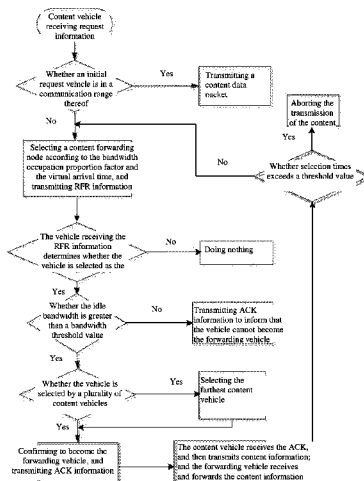 Content vehicle
receiving request
information
Whether an initial
request vehicle is in a
communication range
thereof
Yes
Transmitting a
content data
packet
No
Aborting the
transmission
of the content
Yes
Whether selection times
exceeds a threshold value
No
Selecting a content forwarding
node according to the bandwidth
occupation proportion factor and
the virtual arrival time, and
transmitting RFR information
The vehicle receiving the
RFR information
determines whether the
vehicle is selected as the
No
Doing nothing
Yes
Whether the idle
bandwidth is greater
then a bandwidth
threshold value
No
Transmitting ACK
information to inform that
the vehicle cannot become
the forwarding vehicle
Yes
Whether the vehicle is
selected by a plurality of
content vehicles
Yes
Selecting the
farthest content
vehicle
Yes
Confirming to become the
forwarding vehicle, and
transmitting ACK information
The content vehicle receives the ACK,
and then transmits content information;
and the forwarding vehicle receives
and forwards the content information